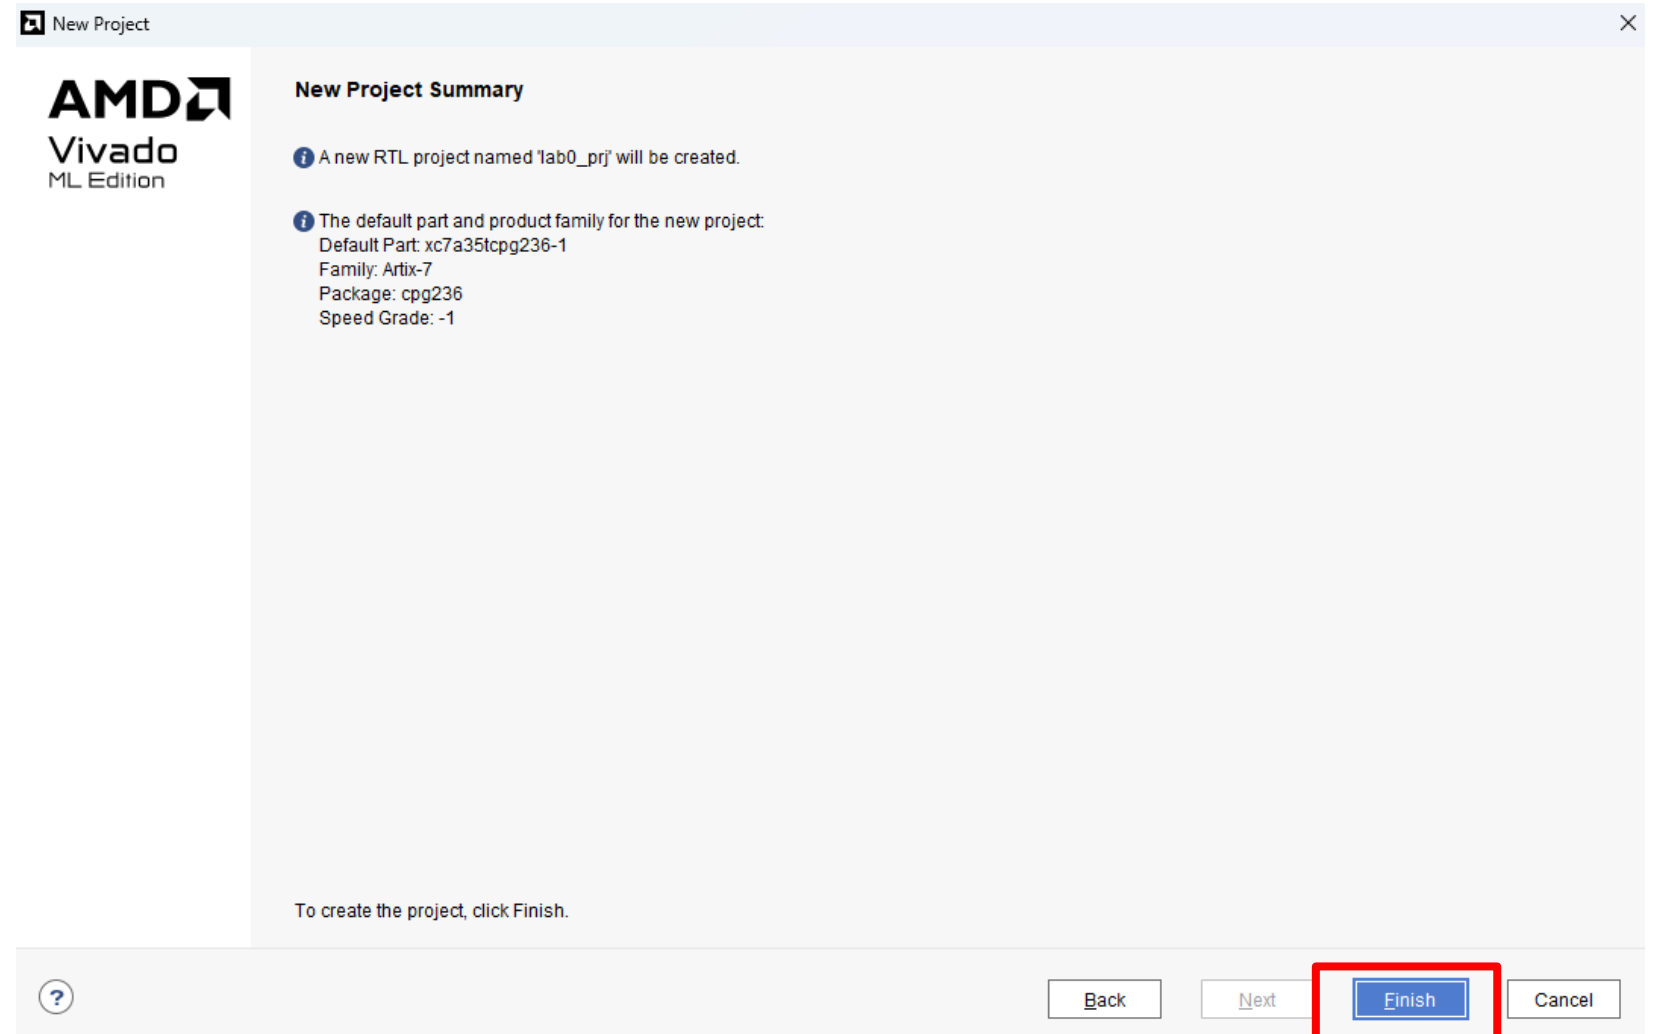 New Project
AMD
Vivado
ML Edition
New Project Summary
A new RTL project named 'lab0_prj' will be created.
The default part and product family for the new project:
Default Part: xc7a35tcpg236-1
Family: Artix-7
Package: cpg236
Speed Grade: -1
To create the project, click Finish.
?
Back
Next
Finish
Cancel